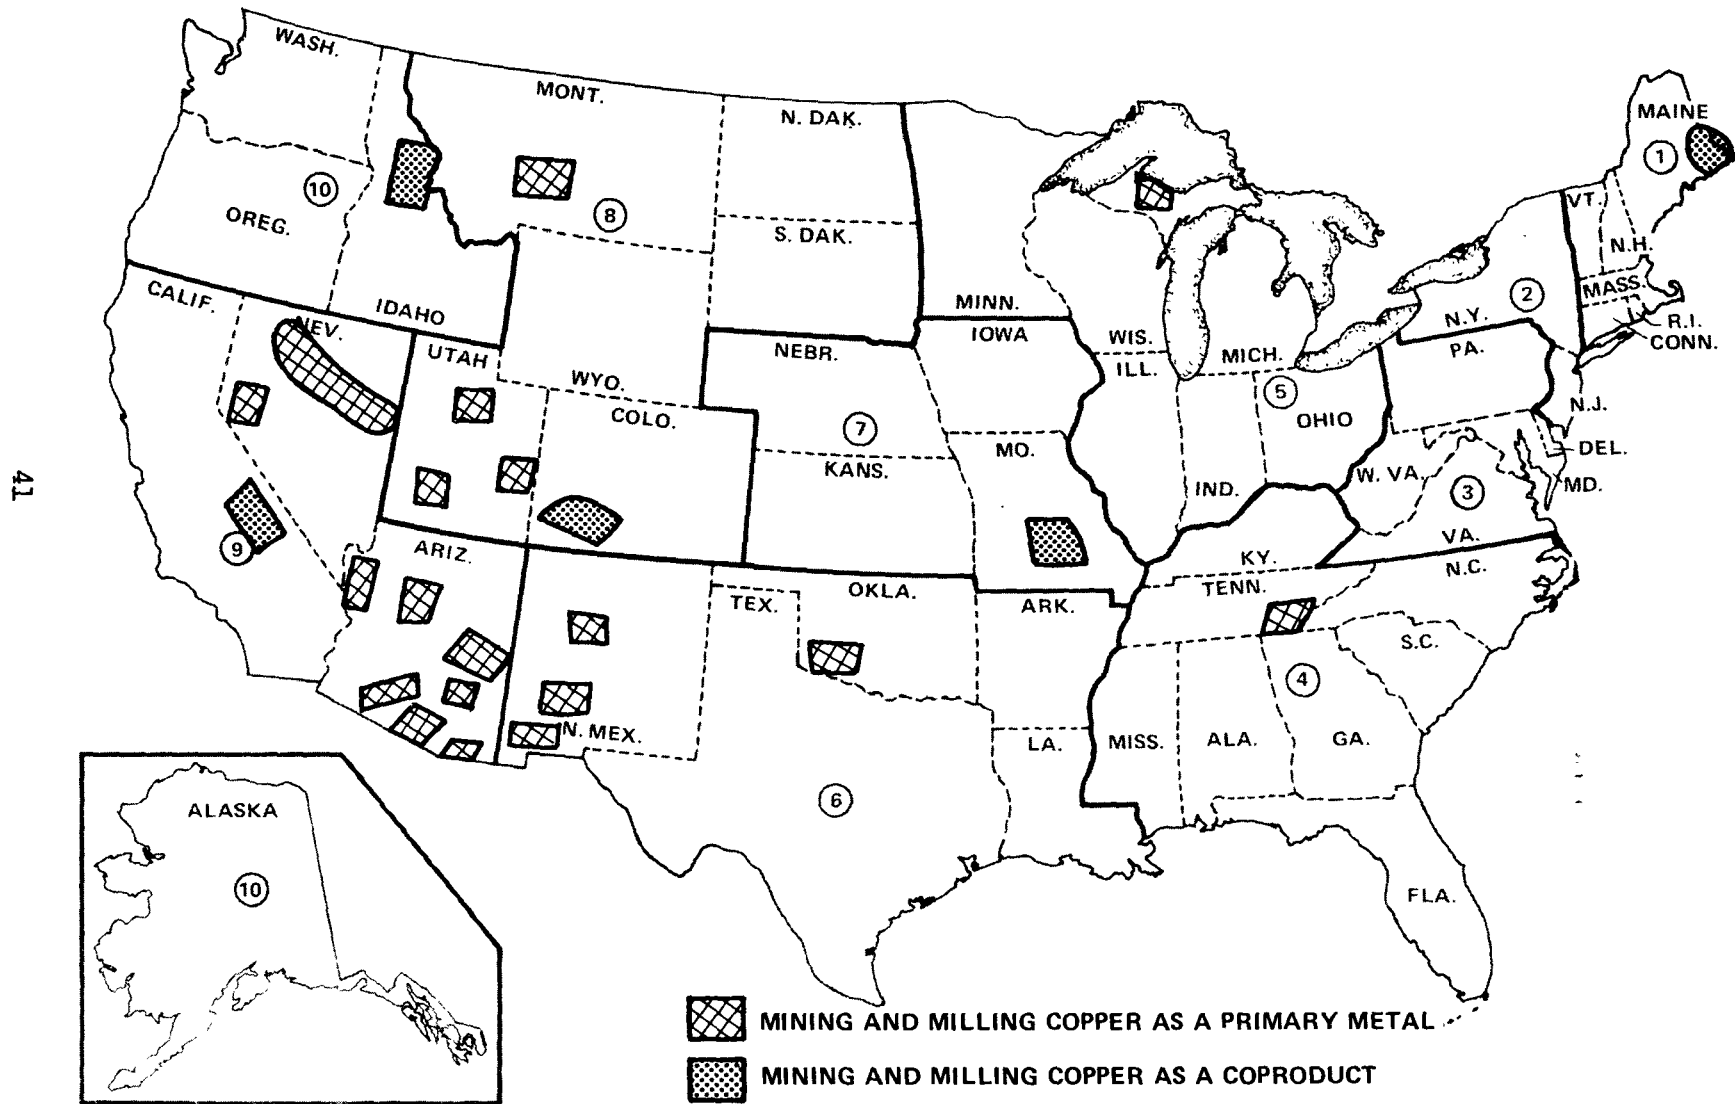 WASH.
MONT.
N. DAK.
MAINE
1
10
OREG.
8
S. DAK.
VT.
N.H.
CALIF.
IDAHO
MINN.
MASS.
2
NEV.
UTAH
IOWA
WIS.
N.Y.
R.I.
CONN.
NEBR.
ILL.
MICH.
PA.
WYO.
COLO.
5
OHIO
N.J.
7
MO.
DEL.
KANS.
W. VA.
IND.
3
MD.
41
9
ARIZ.
VA.
KY.
N.C.
TENN.
TEX.
OKLA.
ARK.
S.C.
4
N. MEX.
LA.
MISS.
ALA.
GA.
6
ALASKA
10
FLA.
MINING AND MILLING COPPER AS A PRIMARY METAL
MINING AND MILLING COPPER AS A COPRODUCT